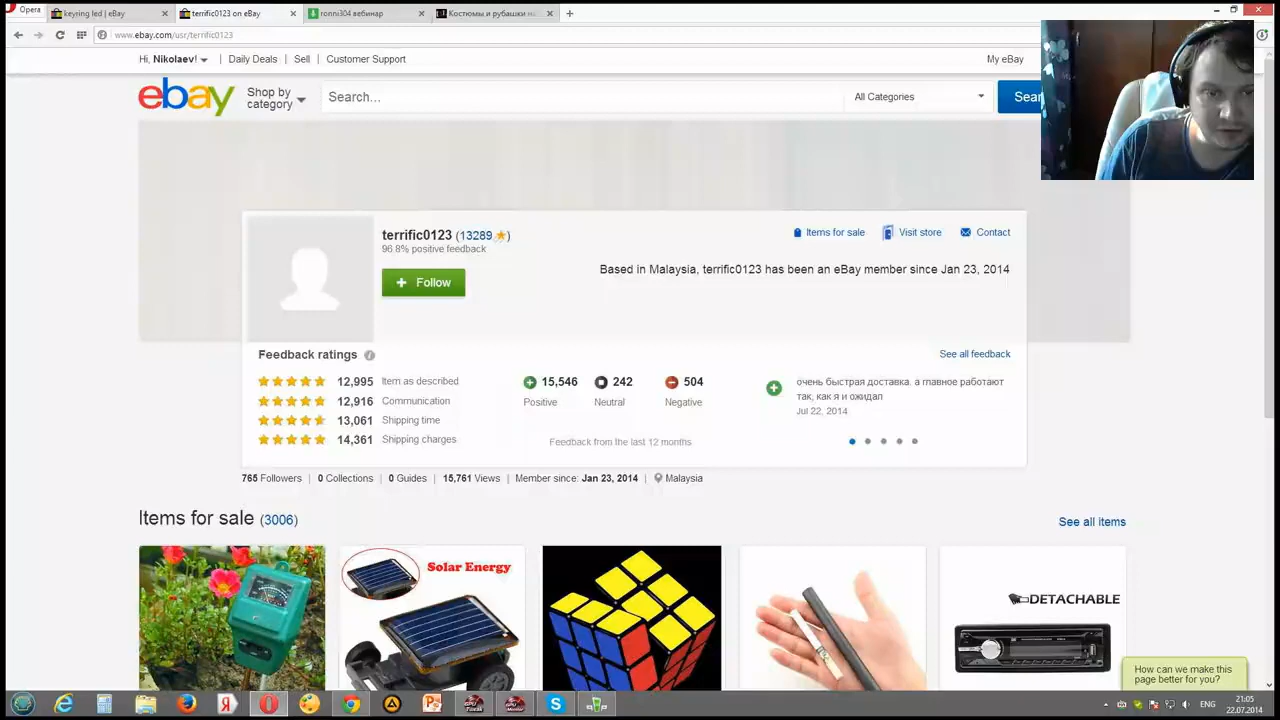 Opera
keyring led | eBay
terrific0123 on eBay
ronni304 вебинар
Костюмы и рубашки на
www.ebay.com/usr/terrific0123
Hi, Nikolaev!
Daily Deals
Sell
Customer Support
My eBay
ebay
Shop by
category
Search...
All Categories
Sear
terrific0123 (13289)
96.8% positive feedback
+ Follow
Items for sale
Visit store
Contact
Based in Malaysia, terrific0123 has been an eBay member since Jan 23, 2014
Feedback ratings
See all feedback
12,995 Item as described
12,916 Communication
13,061 Shipping time
14,361 Shipping charges
15,546
Positive
242
Neutral
504
Negative
Feedback from the last 12 months
очень быстрая доставка. а главное работают
так, как я и ожидал
Jul 22, 2014
765 Followers | 0 Collections | 0 Guides | 15,761 Views | Member since: Jan 23, 2014 | Malaysia
Items for sale (3006)
See all items
Solar Energy
DETACHABLE
How can we make this
page better for you?
ENG
21:05
22.07.2014